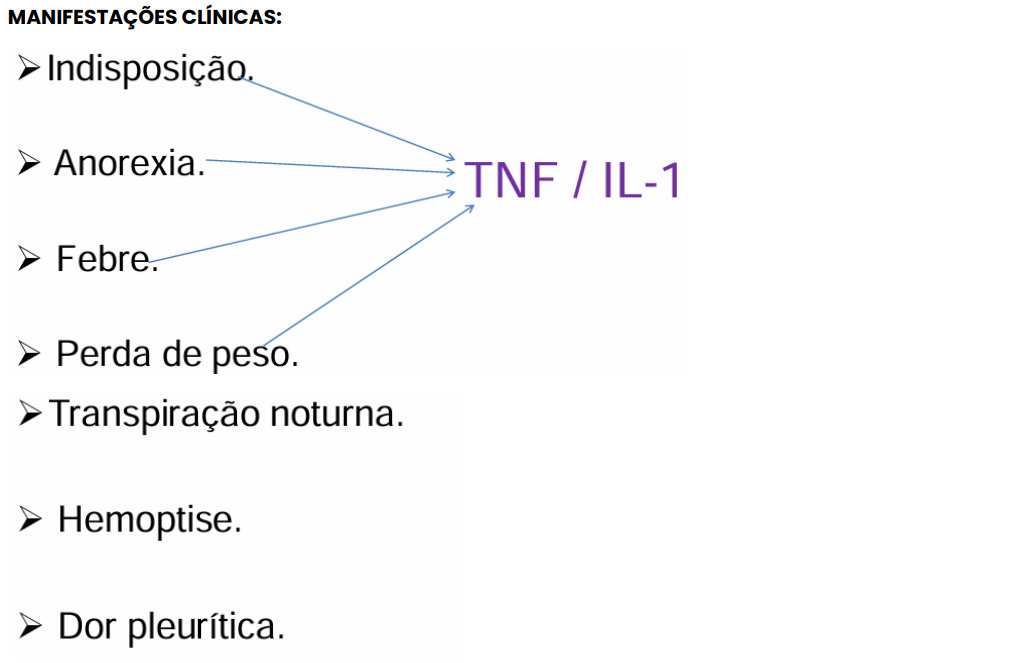 MANIFESTAÇÕES CLÍNICAS:
➢Indisposição.
➢ Anorexia.
TNF / IL-1
➢ Febre.
➢ Perda de peso.
➢Transpiração noturna.
➢ Hemoptise.
➢ Dor pleurítica.